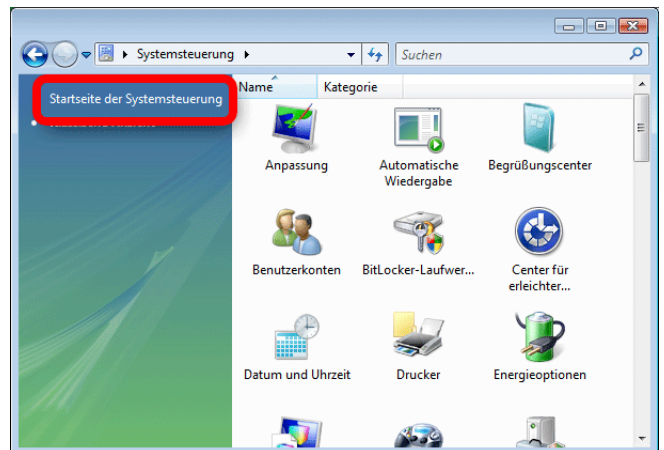 Systemsteuerung
Suchen
Startseite der Systemsteuerung
Name Kategorie
Anpassung
Automatische
Wiedergabe
Begrüßungscenter
Benutzerkonten
BitLocker-Laufwer...
Center für
erleichter...
Datum und Uhrzeit
Drucker
Energieoptionen